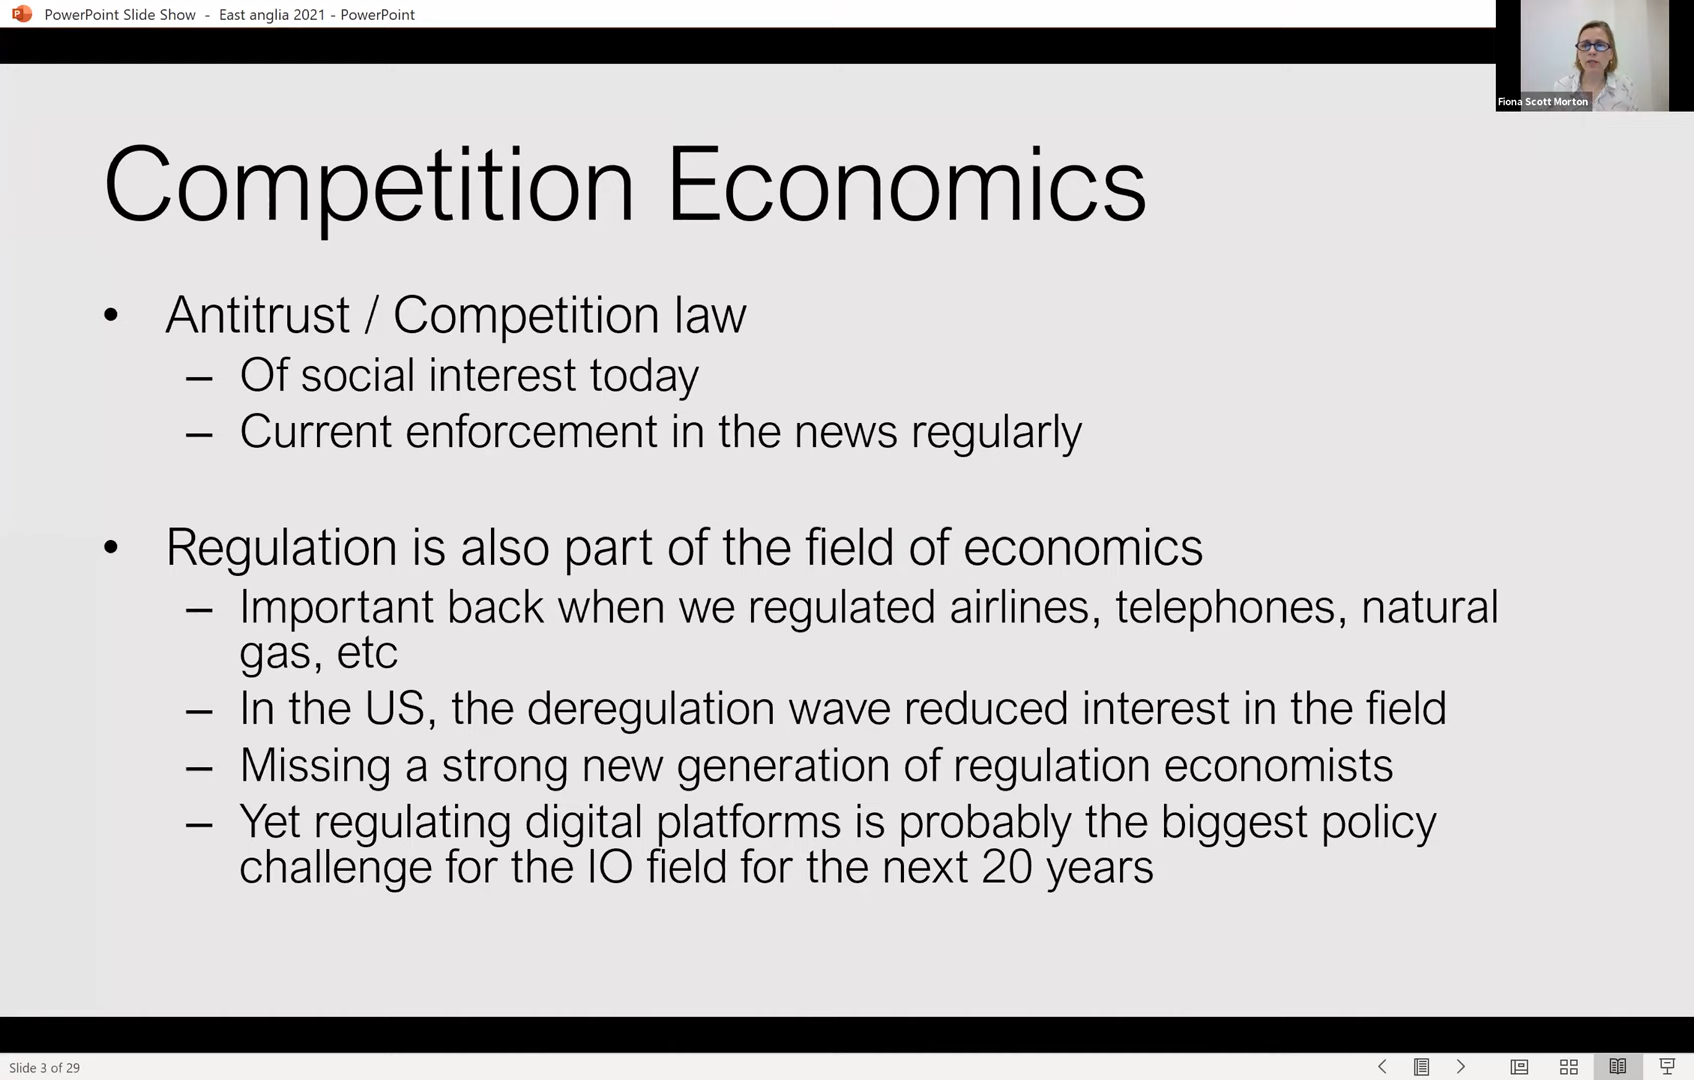 PowerPoint Slide Show - East anglia 2021 - PowerPoint
Fiona Scott Morton
Competition Economics
• Antitrust / Competition law
– Of social interest today
– Current enforcement in the news regularly
• Regulation is also part of the field of economics
– Important back when we regulated airlines, telephones, natural
gas, etc
– In the US, the deregulation wave reduced interest in the field
– Missing a strong new generation of regulation economists
– Yet regulating digital platforms is probably the biggest policy
challenge for the IO field for the next 20 years
Slide 3 of 29